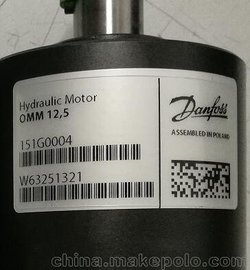 Hydraulic Motor
OMM 12,5
151G0004
W63251321
Danfoss
ASSEMBLED IN POLAND
china.makepolo.com